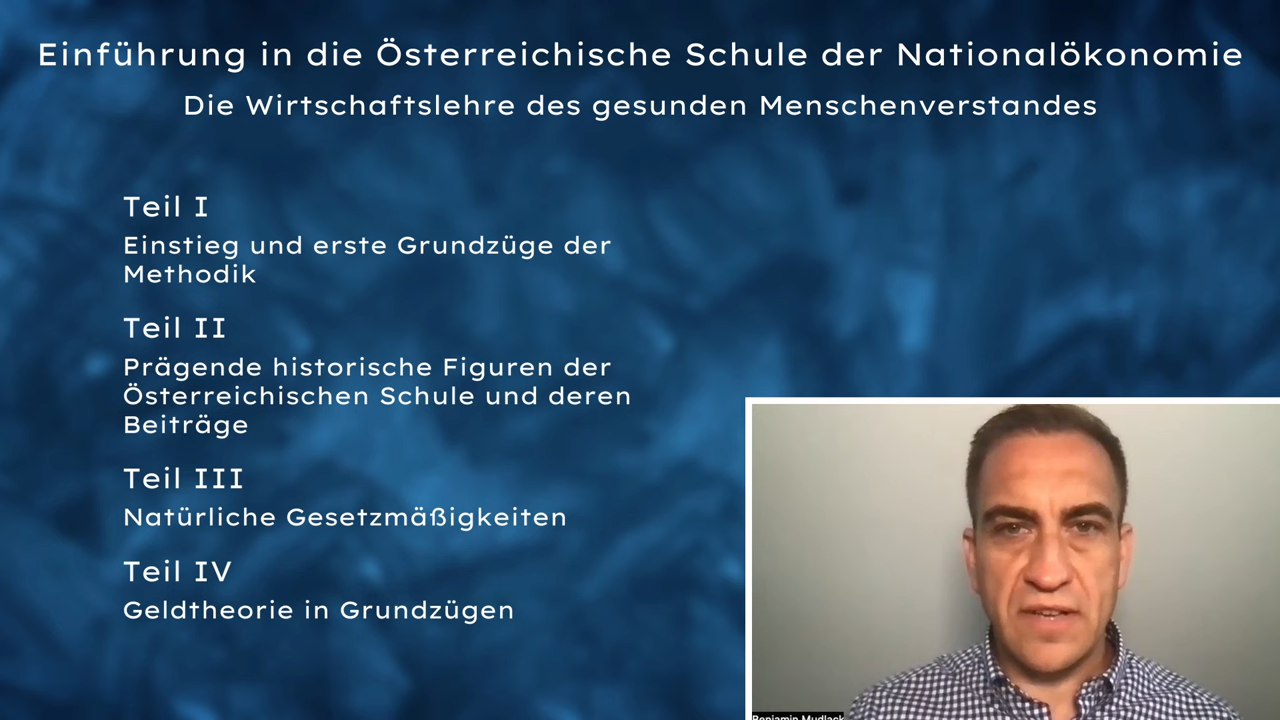 Einführung in die Österreichische Schule der Nationalökonomie
Die Wirtschaftslehre des gesunden Menschenverstandes
Teil I
Einstieg und erste Grundzüge der
Methodik
Teil II
Prägende historische Figuren der
Österreichischen Schule und deren
Beiträge
Teil III
Natürliche Gesetzmäßigkeiten
Teil IV
Geldtheorie in Grundzügen
Benjamin Mudlack